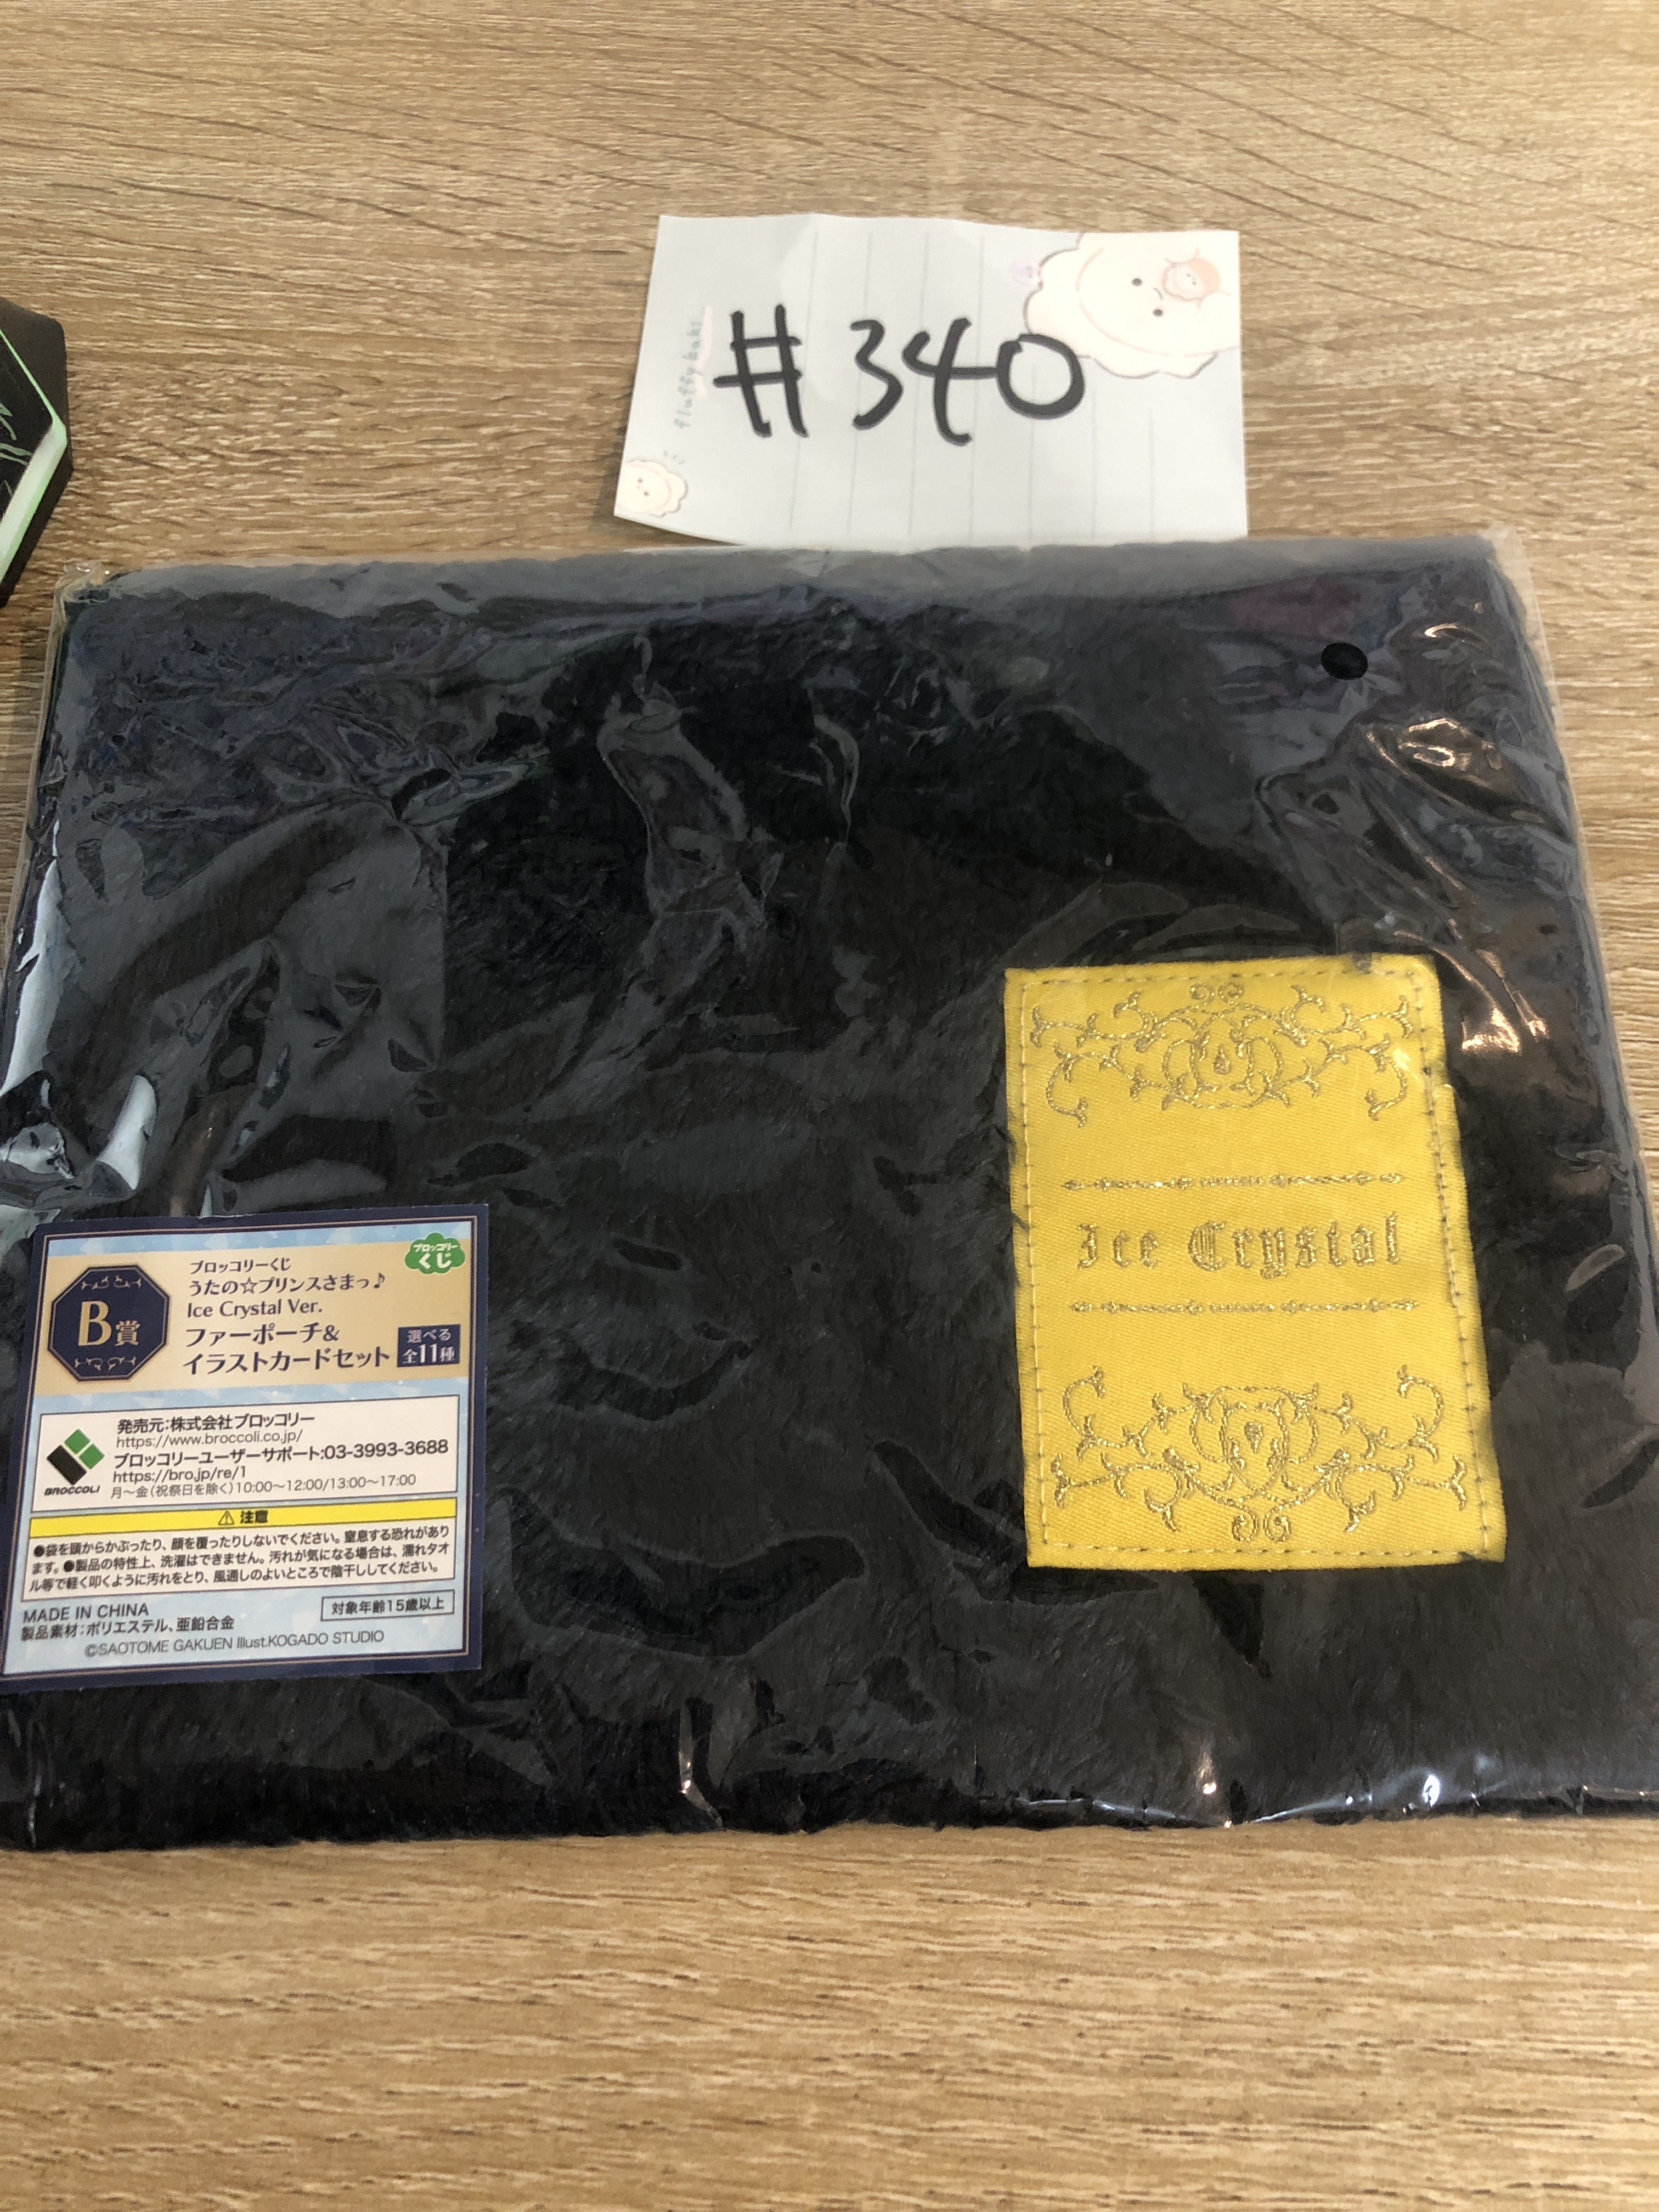 #340
fluffy baku
ブロッコリーくじ
ブロッコリーくじ
うたの☆プリンスさまっ♪
Ice Crystal Ver.
ファーポーチ&
イラストカードセット
選べる
全11種
B賞
発売元:株式会社ブロッコリー
https://www.broccoli.co.jp/
ブロッコリーユーザーサポート:03-3993-3688
https://bro.jp/re/1
月〜金(祝祭日を除く)10:00〜12:00/13:00〜17:00
BROCCOLI
⚠ 注意
●袋を頭からかぶったり、顔を覆ったりしないでください。窒息する恐れがあり
ます。●製品の特性上、洗濯はできません。汚れが気になる場合は、濡れタオ
ル等で軽く叩くように汚れをとり、風通しのよいところで陰干ししてください。
MADE IN CHINA
対象年齢15歳以上
製品素材:ポリエステル、亜鉛合金
©SAOTOME GAKUEN Illust.KOGADO STUDIO
Ice Crystal